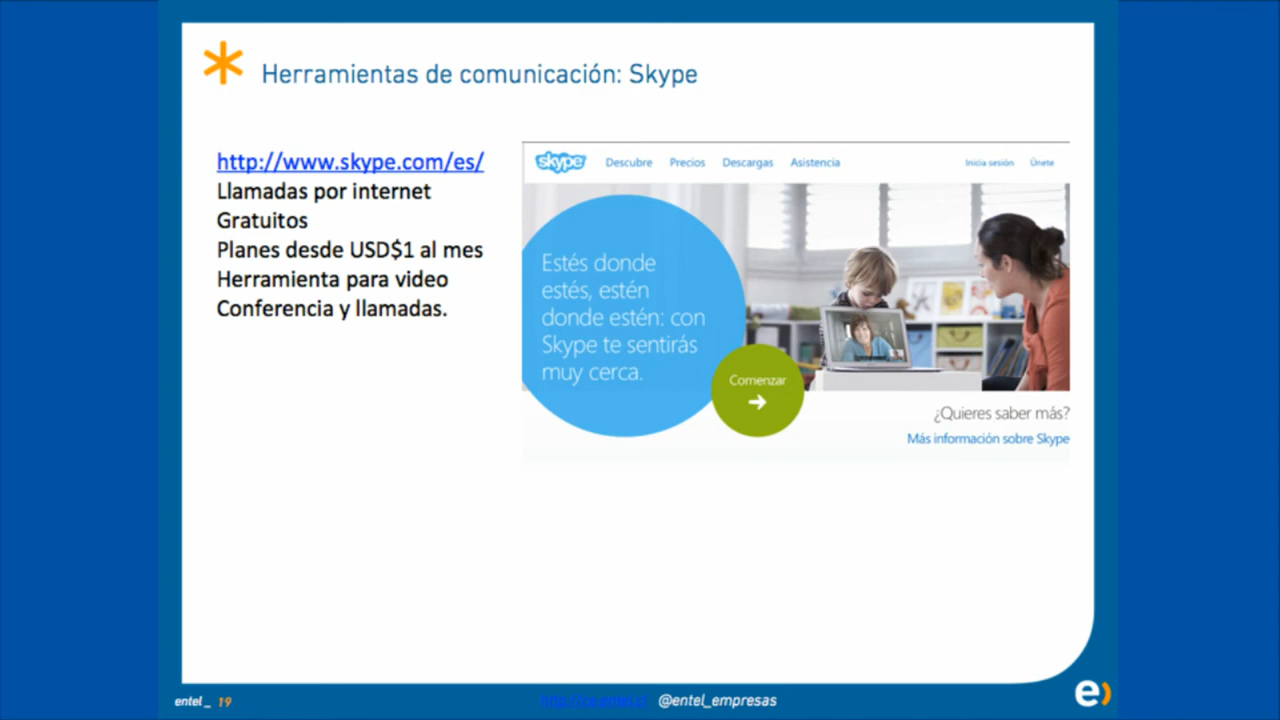 Herramientas de comunicación: Skype
http://www.skype.com/es/
Llamadas por internet
Gratuitos
Planes desde USD$1 al mes
Herramienta para video
Conferencia y llamadas.
skype Descubre Precios Descargas Asistencia Inicia sesión Únete
Estés donde
estés, estén
donde estén: con
Skype te sentirás
muy cerca.
Comenzar
¿Quieres saber más?
Más información sobre Skype
entel_ 19
@entel_empresas
e)